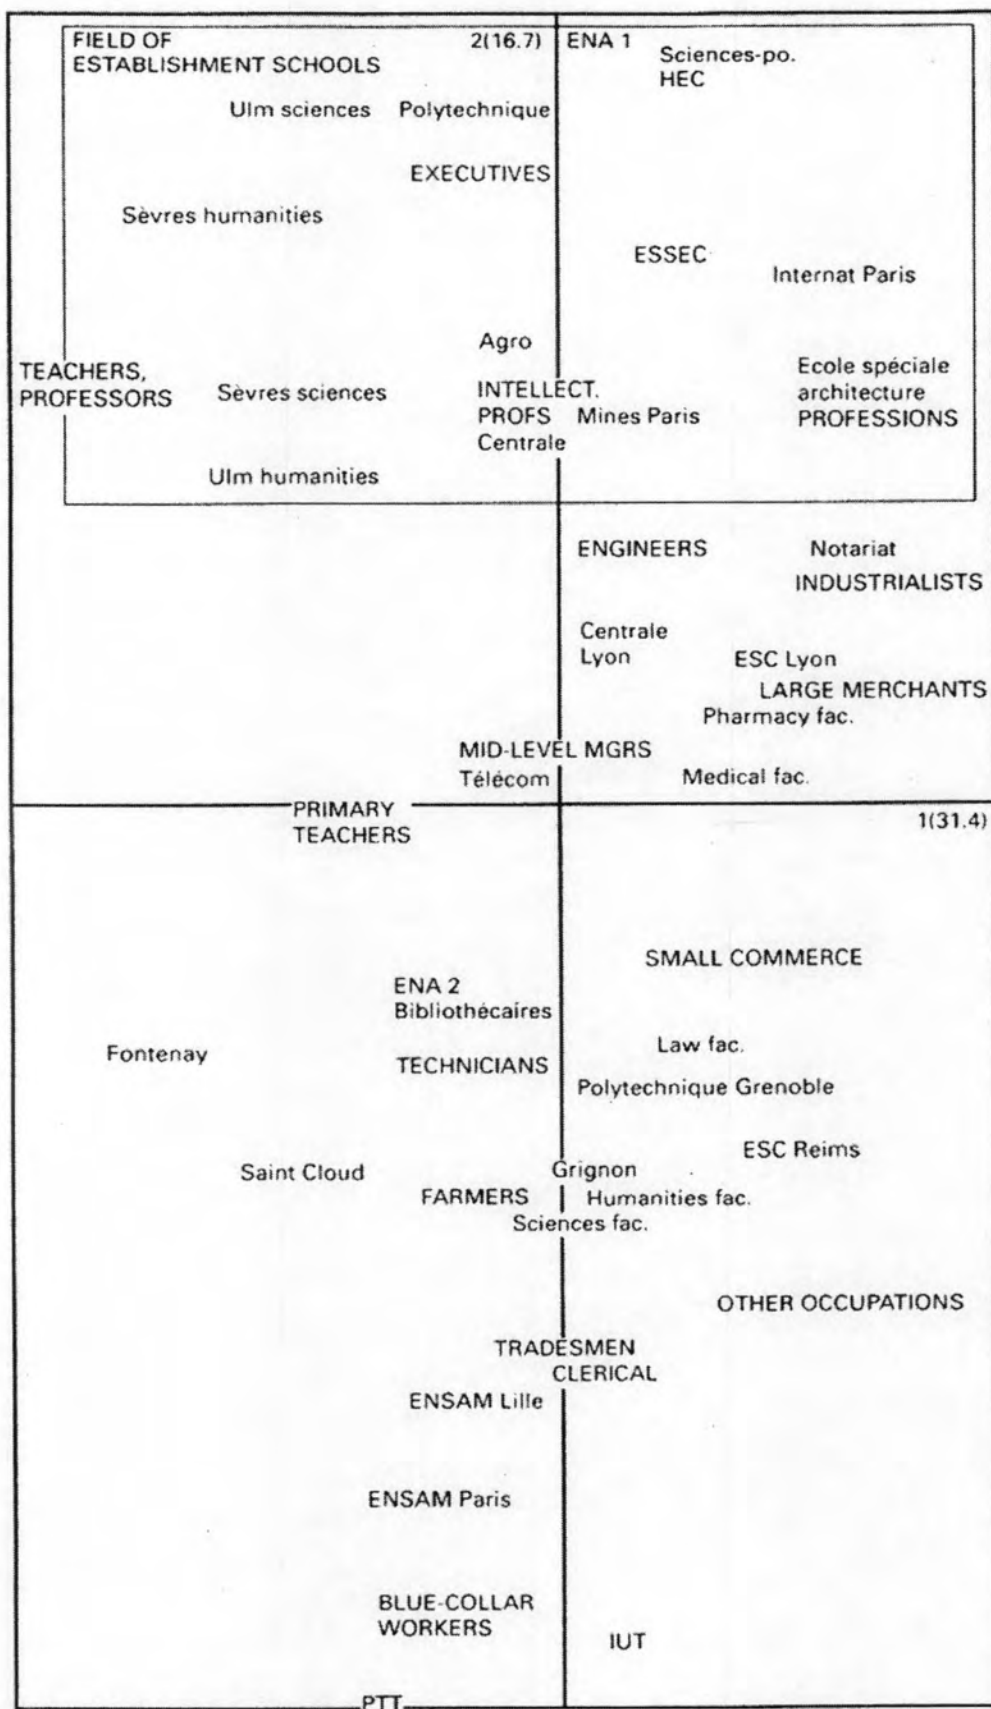 FIELD OF
ESTABLISHMENT SCHOOLS
2(16.7)
ENA 1
Sciences-po.
HEC
Ulm sciences
Polytechnique
EXECUTIVES
Sèvres humanities
ESSEC
Internat Paris
Agro
TEACHERS,
PROFESSORS
Sèvres sciences
INTELLECT.
PROFS
Centrale
Mines Paris
Ecole spéciale
architecture
PROFESSIONS
Ulm humanities
ENGINEERS
Notariat
INDUSTRIALISTS
Centrale
Lyon
ESC Lyon
LARGE MERCHANTS
Pharmacy fac.
MID-LEVEL MGRS
Télécom
Medical fac.
PRIMARY
TEACHERS
1(31.4)
SMALL COMMERCE
ENA 2
Bibliothécaires
Fontenay
TECHNICIANS
Law fac.
Polytechnique Grenoble
ESC Reims
Saint Cloud
Grignon
FARMERS
Humanities fac.
Sciences fac.
OTHER OCCUPATIONS
TRADESMEN
CLERICAL
ENSAM Lille
ENSAM Paris
BLUE-COLLAR
WORKERS
IUT
PTT